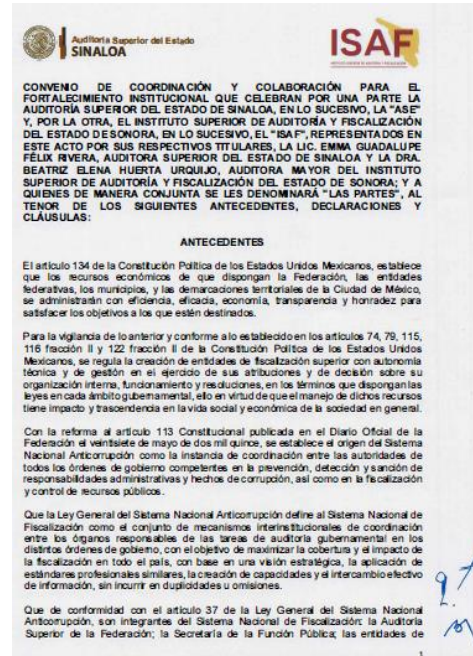 Auditoría Superior del Estado
SINALOA
ISAF
CONVENIO DE COORDINACIÓN Y COLABORACIÓN PARA EL
FORTALECIMIENTO INSTITUCIONAL QUE CELEBRAN POR UNA PARTE LA
AUDITORÍA SUPERIOR DEL ESTADO DE SINALOA, EN LO SUCESIVO, LA "ASE"
Y, POR LA OTRA, EL INSTITUTO SUPERIOR DE AUDITORÍA Y FISCALIZACIÓN
DEL ESTADO DE SONORA, EN LO SUCESIVO, EL "ISAF", REPRESENTADOS EN
ESTE ACTO POR SUS RESPECTIVOS TITULARES, LA LIC. EMMA GUADALUPE
FÉLIX RIVERA, AUDITORA SUPERIOR DEL ESTADO DE SINALOA Y LA DRA.
BEATRIZ ELENA HUERTA URQUIJO, AUDITORA MAYOR DEL INSTITUTO
SUPERIOR DE AUDITORÍA Y FISCALIZACIÓN DEL ESTADO DE SONORA; Y A
QUIENES DE MANERA CONJUNTA SE LES DENOMINARÁ "LAS PARTES", AL
TENOR DE LOS SIGUIENTES ANTECEDENTES, DECLARACIONES Y
CLÁUSULAS:
ANTECEDENTES
El artículo 134 de la Constitución Política de los Estados Unidos Mexicanos, establece
que los recursos económicos de que dispongan la Federación, las entidades
federativas, los municipios, y las demarcaciones territoriales de la Ciudad de México,
se administrarán con eficiencia, eficacia, economía, transparencia y honradez para
satisfacer los objetivos a los que estén destinados.
Para la vigilancia de lo anterior y conforme a lo establecido en los artículos 74, 79, 115,
116 fracción II y 122 fracción II de la Constitución Política de los Estados Unidos
Mexicanos, se regula la creación de entidades de fiscalización superior con autonomía
técnica y de gestión en el ejercicio de sus atribuciones y de decisión sobre su
organización interna, funcionamiento y resoluciones, en los términos que dispongan las
leyes en cada ámbito gubernamental, ello en virtud de que el manejo de dichos recursos
tiene impacto y trascendencia en la vida social y económica de la sociedad en general.
Con la reforma al artículo 113 Constitucional publicada en el Diario Oficial de la
Federación el veintisiete de mayo de dos mil quince, se establece el origen del Sistema
Nacional Anticorrupción como la instancia de coordinación entre las autoridades de
todos los órdenes de gobierno competentes en la prevención, detección y sanción de
responsabilidades administrativas y hechos de corrupción, así como en la fiscalización
y control de recursos públicos.
Que la Ley General del Sistema Nacional Anticorrupción define al Sistema Nacional de
Fiscalización como el conjunto de mecanismos interinstitucionales de coordinación
entre los órganos responsables de las tareas de auditoría gubernamental en los
distintos órdenes de gobierno, con el objetivo de maximizar la cobertura y el impacto de
la fiscalización en todo el país, con base en una visión estratégica, la aplicación de
estándares profesionales similares, la creación de capacidades y el intercambio efectivo
de información, sin incurrir en duplicidades u omisiones.
Que de conformidad con el artículo 37 de la Ley General del Sistema Nacional
Anticorrupción, son integrantes del Sistema Nacional de Fiscalización: la Auditoría
Superior de la Federación; la Secretaría de la Función Pública; las entidades de
1